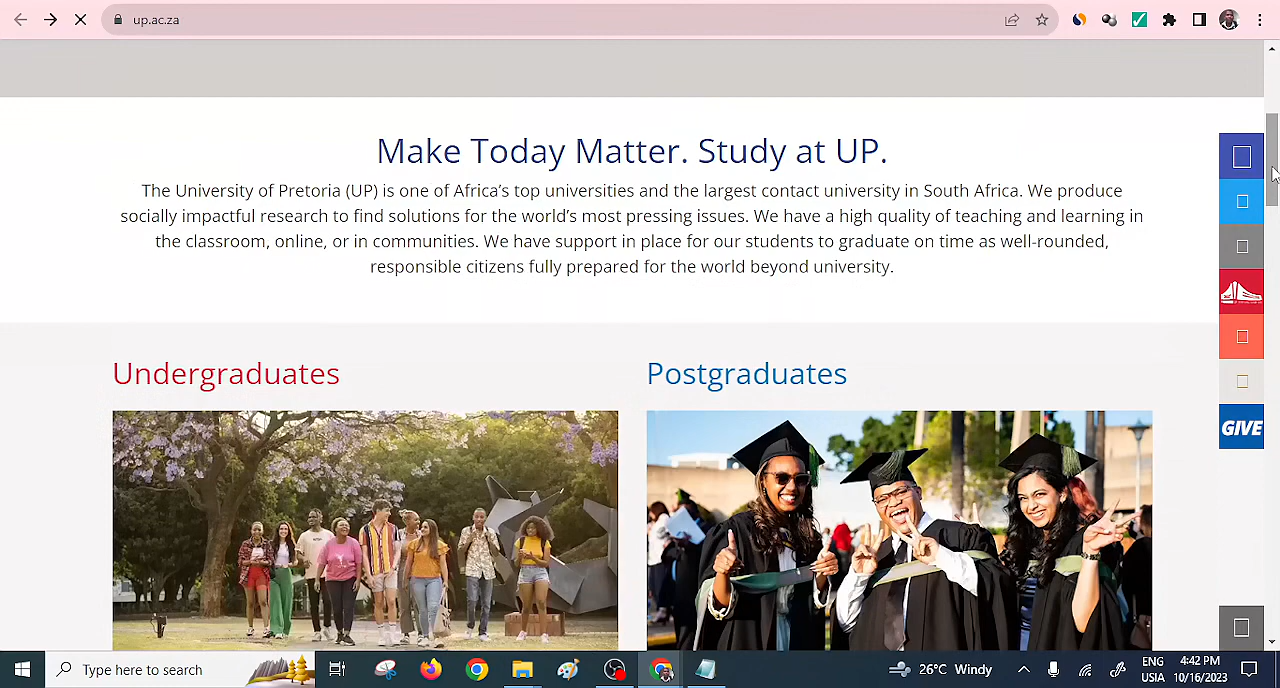 up.ac.za
Make Today Matter. Study at UP.
The University of Pretoria (UP) is one of Africa's top universities and the largest contact university in South Africa. We produce
socially impactful research to find solutions for the world's most pressing issues. We have a high quality of teaching and learning in
the classroom, online, or in communities. We have support in place for our students to graduate on time as well-rounded,
responsible citizens fully prepared for the world beyond university.
Undergraduates
Postgraduates
GIVE
Type here to search
26°C Windy
ENG
USIA
4:42 PM
10/16/2023